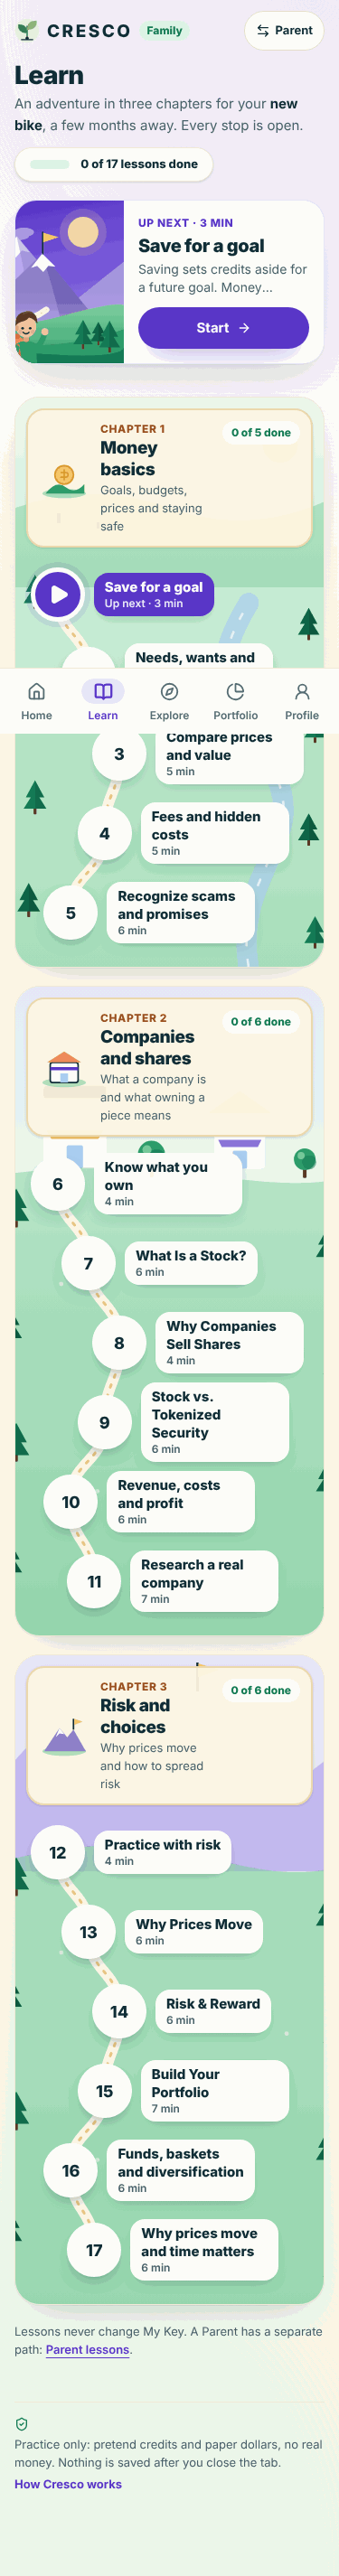 CRESCO Family Parent
Learn
An adventure in three chapters for your new
bike, a few months away. Every stop is open.
0 of 17 lessons done
UP NEXT · 3 MIN
Save for a goal
Saving sets credits aside for
a future goal. Money...
Start →
CHAPTER 1
0 of 5 done
Money
basics
Goals, budgets,
prices and staying
safe
Save for a goal
Up next · 3 min
Needs, wants and
Home Learn Explore Portfolio Profile
3
Compare prices
and value
5 min
4
Fees and hidden
costs
5 min
5
Recognize scams
and promises
6 min
CHAPTER 2
0 of 6 done
Companies
and shares
What a company is
and what owning a
piece means
6
Know what you
own
4 min
7
What Is a Stock?
6 min
8
Why Companies
Sell Shares
4 min
9
Stock vs.
Tokenized
Security
6 min
10
Revenue, costs
and profit
6 min
11
Research a real
company
7 min
CHAPTER 3
0 of 6 done
Risk and
choices
Why prices move
and how to spread
risk
12
Practice with risk
4 min
13
Why Prices Move
6 min
14
Risk & Reward
6 min
15
Build Your
Portfolio
7 min
16
Funds, baskets
and diversification
6 min
17
Why prices move
and time matters
6 min
Lessons never change My Key. A Parent has a separate
path: Parent lessons.
Practice only: pretend credits and paper dollars, no real
money. Nothing is saved after you close the tab.
How Cresco works